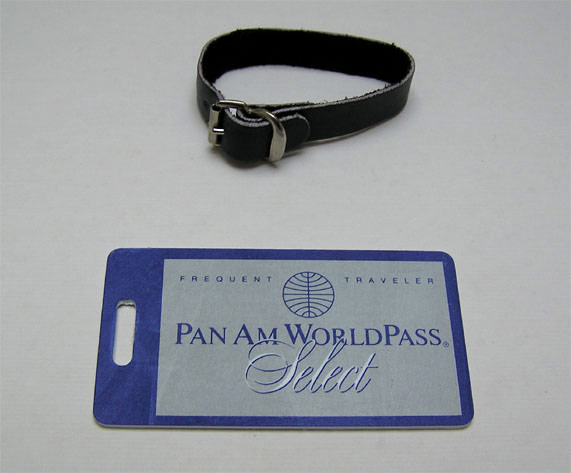 FREQUENT TRAVELER
PAN AM WORLDPASS®
Select